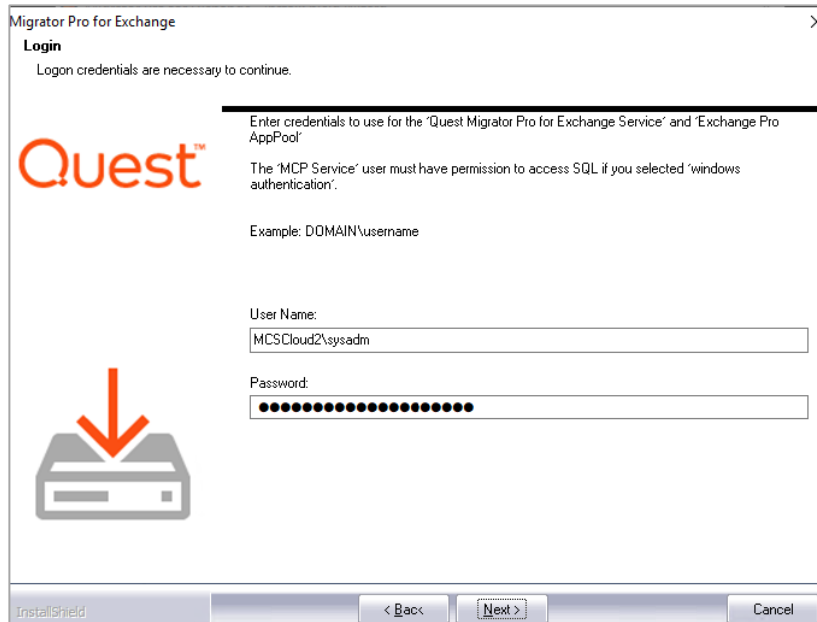 Migrator Pro for Exchange
Login
Logon credentials are necessary to continue.
Quest™
Enter credentials to use for the ‘Quest Migrator Pro for Exchange Service’ and ‘Exchange Pro
AppPool’
The ‘MCP Service’ user must have permission to access SQL if you selected ‘windows
authentication’.
Example: DOMAIN\username
User Name:
MCSCloud2\sysadm
Password:
●●●●●●●●●●●●●●●●●●●●
InstallShield
< Back
Next >
Cancel